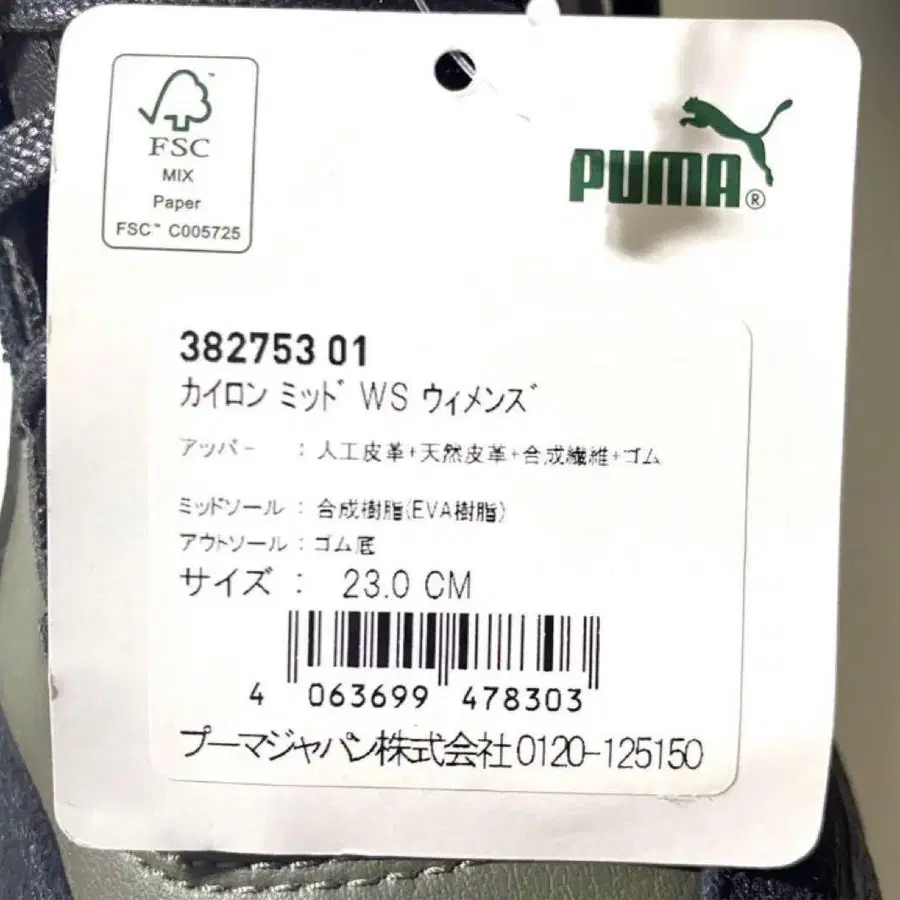 FSC
MIX
Paper
FSC™ C005725
PUMA®
382753 01
カイロン ミッド WS ウィメンズ
アッパー : 人工皮革+天然皮革+合成繊維+ゴム
ミッドソール : 合成樹脂(EVA樹脂)
アウトソール : ゴム底
サイズ : 23.0 CM
4 063699 478303
プーマジャパン株式会社0120-125150